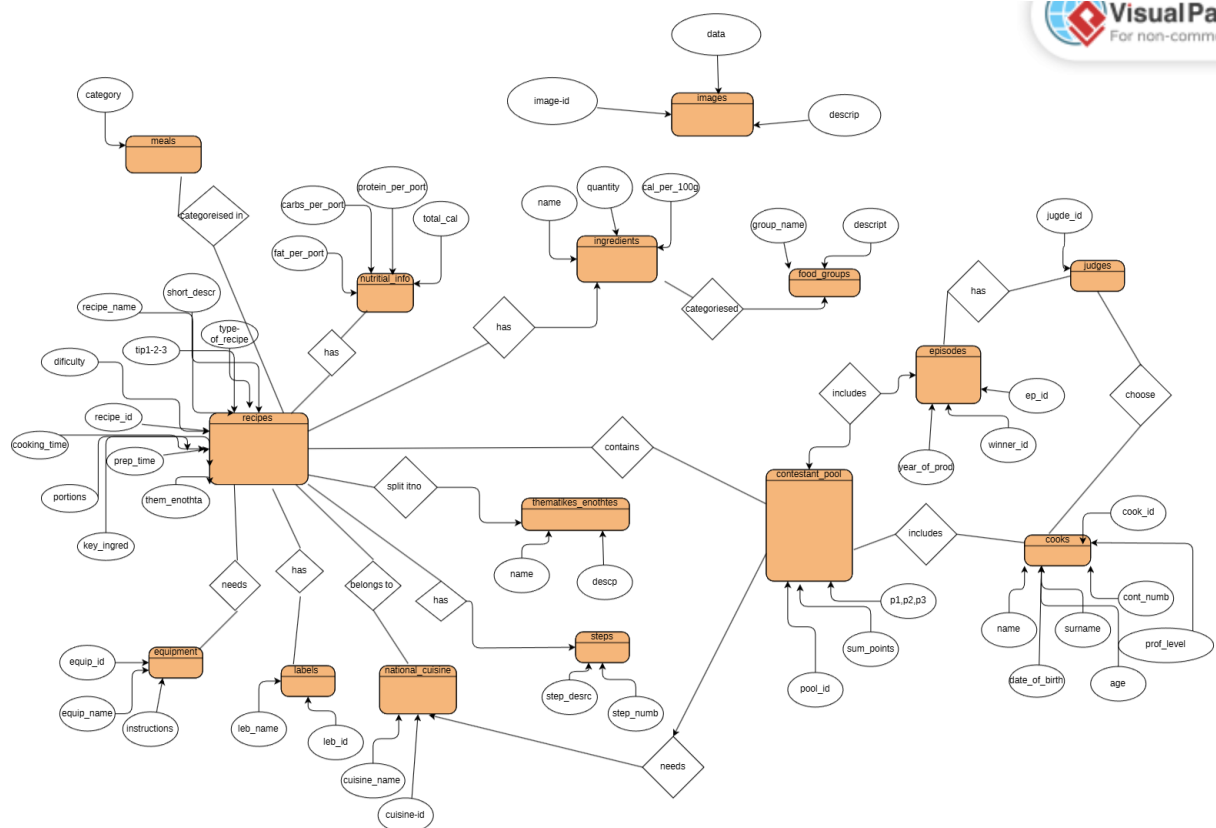 VisualPa
For non-comme
data
images
image-id
descrip
category
meals
categoreised in
protein_per_port
carbs_per_port
total_cal
fat_per_port
nutritial_info
quantity
cal_per_100g
name
ingredients
group_name
descript
food_groups
categoriesed
jugde_id
judges
has
episodes
ep_id
winner_id
year_of_prod
includes
choose
short_descr
recipe_name
type-
of_recipe
tip1-2-3
has
has
dificulty
recipe_id
recipes
cooking_time
prep_time
portions
them_enothta
key_ingred
contains
split itno
thematikes_enothtes
name
descp
contestant_pool
includes
p1,p2,p3
sum_points
pool_id
cook_id
cooks
cont_numb
name
surname
prof_level
date_of_birth
age
needs
has
belongs to
has
equip_id
equipment
equip_name
instructions
labels
leb_name
leb_id
national_cuisine
cuisine_name
cuisine-id
steps
step_desrc
step_numb
needs